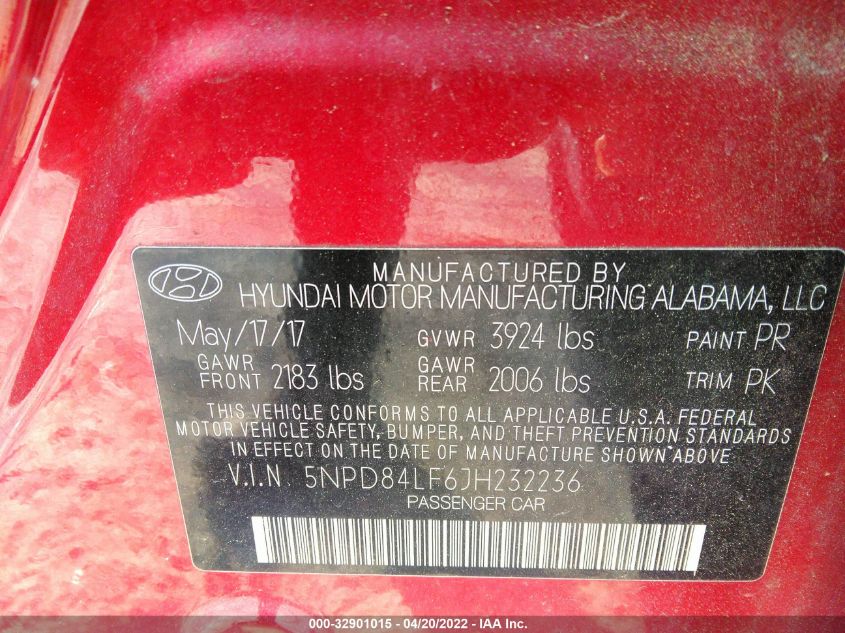 MANUFACTURED BY
HYUNDAI MOTOR MANUFACTURING ALABAMA, LLC
May/17/17 GVWR 3924 lbs PAINT PR
GAWR FRONT 2183 lbs GAWR REAR 2006 lbs TRIM PK
THIS VEHICLE CONFORMS TO ALL APPLICABLE U.S.A. FEDERAL
MOTOR VEHICLE SAFETY, BUMPER, AND THEFT PREVENTION STANDARDS
IN EFFECT ON THE DATE OF MANUFACTURE SHOWN ABOVE.
V.I.N. 5NPD84LF6JH232236
PASSENGER CAR
000-32901015 - 04/20/2022 - IAA Inc.